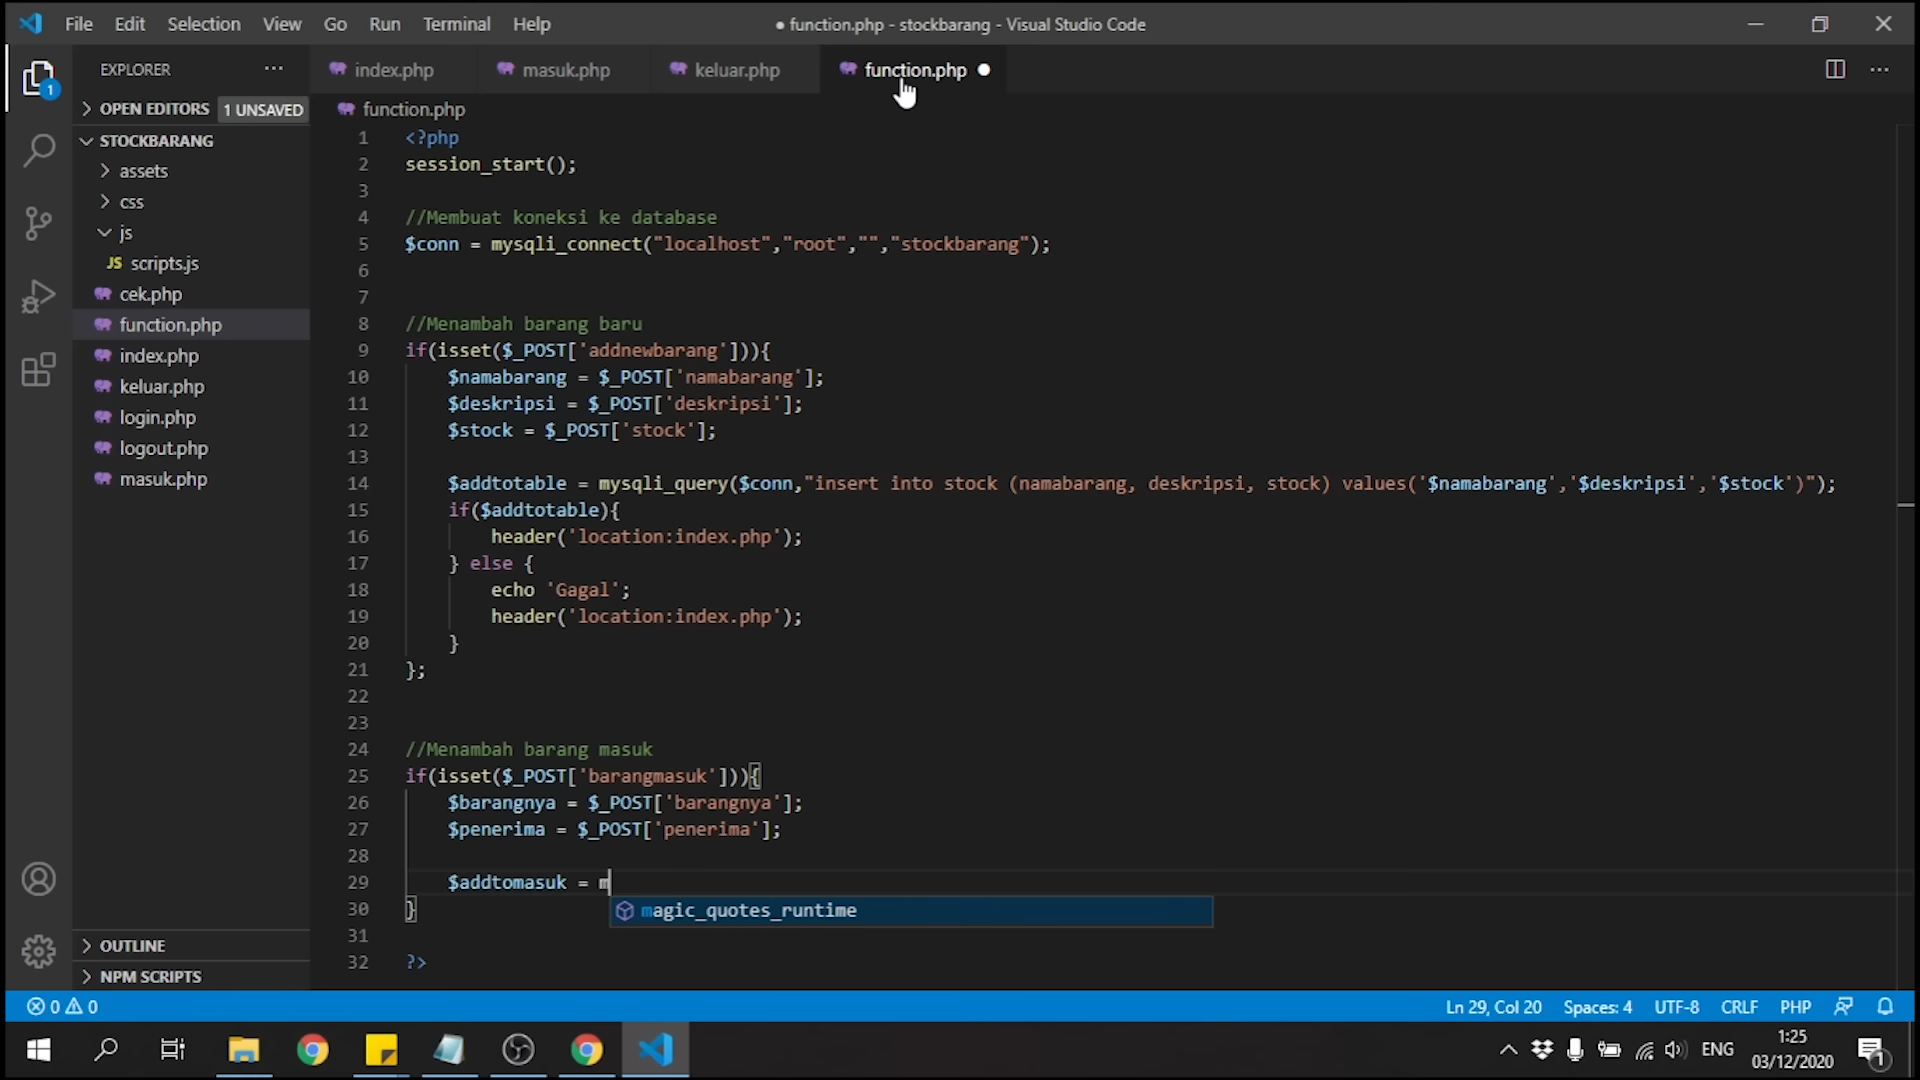 File Edit Selection View Go Run Terminal Help
● function.php - stockbarang - Visual Studio Code
EXPLORER ···
index.php masuk.php keluar.php function.php ●
1
OPEN EDITORS 1 UNSAVED
STOCKBARANG
assets
css
js
JS scripts.js
cek.php
function.php
index.php
keluar.php
login.php
logout.php
masuk.php
OUTLINE
NPM SCRIPTS
function.php
1 <?php
2 session_start();
3
4 //Membuat koneksi ke database
5 $conn = mysqli_connect("localhost","root","","stockbarang");
6
7
8 //Menambah barang baru
9 if(isset($_POST['addnewbarang'])){
10 $namabarang = $_POST['namabarang'];
11 $deskripsi = $_POST['deskripsi'];
12 $stock = $_POST['stock'];
13
14 $addtotable = mysqli_query($conn,"insert into stock (namabarang, deskripsi, stock) values('$namabarang','$deskripsi','$stock')");
15 if($addtotable){
16 header('location:index.php');
17 } else {
18 echo 'Gagal';
19 header('location:index.php');
20 }
21 };
22
23
24 //Menambah barang masuk
25 if(isset($_POST['barangmasuk'])){
26 $barangnya = $_POST['barangnya'];
27 $penerima = $_POST['penerima'];
28
29 $addtomasuk = m
30 }
magic_quotes_runtime
31
32 ?>
0 0
Ln 29, Col 20 Spaces: 4 UTF-8 CRLF PHP
ENG
1:25
03/12/2020
1